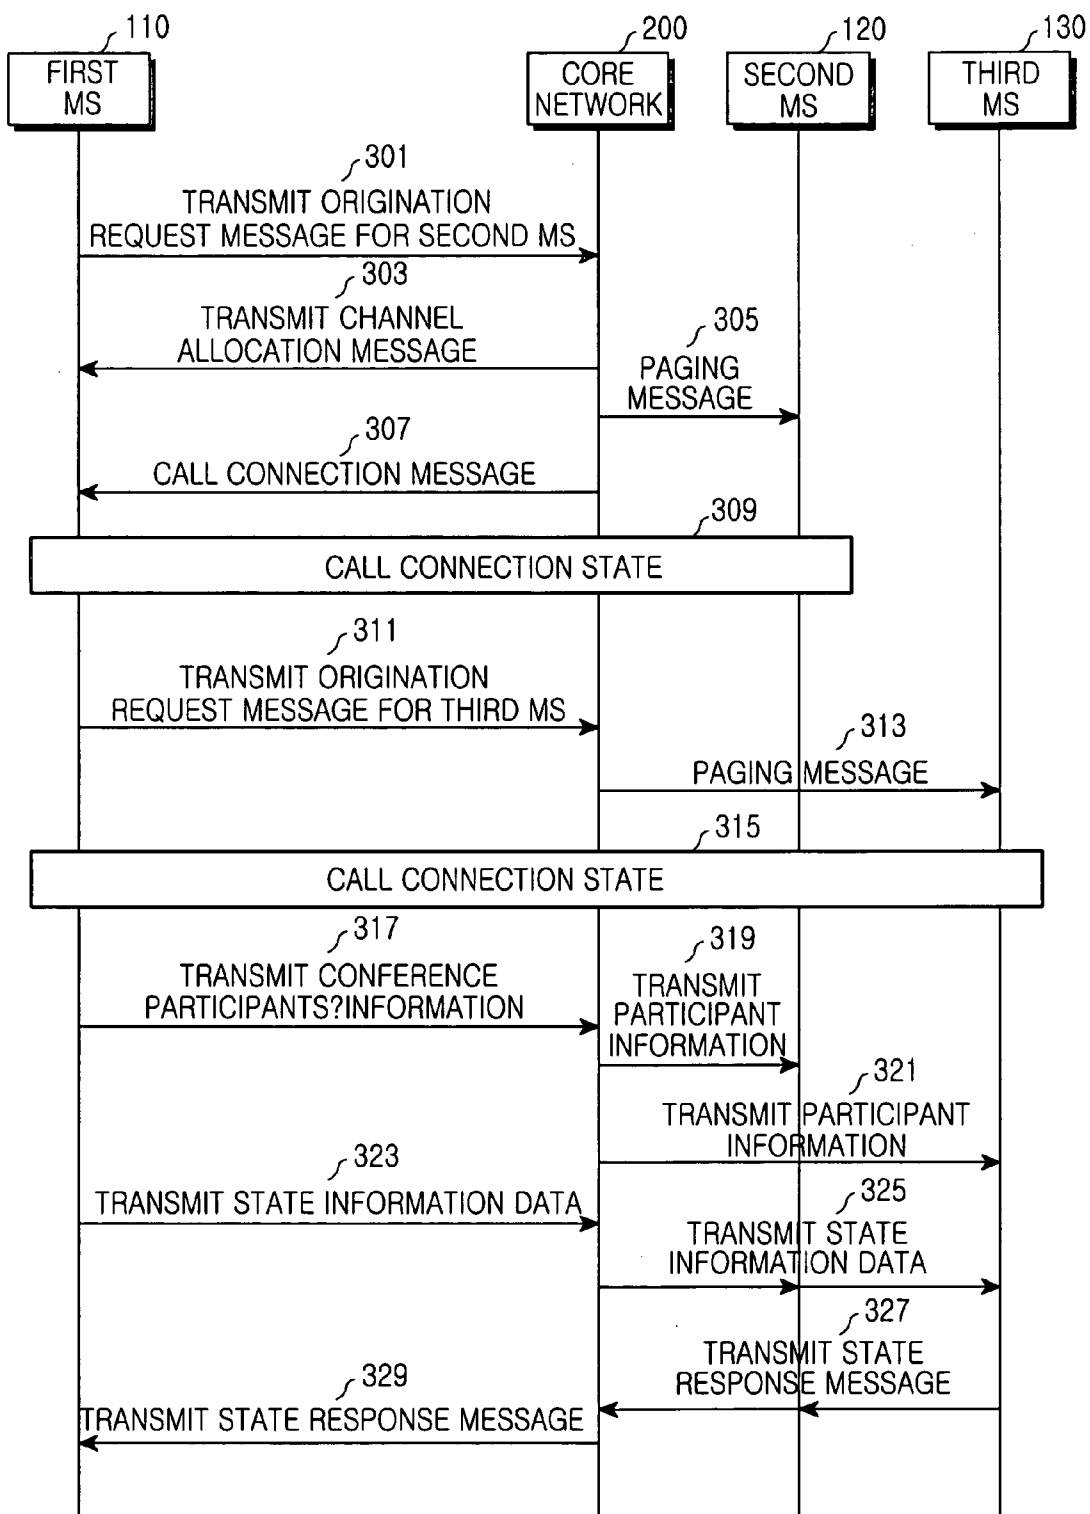 110
200
120
130
FIRST
MS
CORE
NETWORK
SECOND
MS
THIRD
MS
301
TRANSMIT ORIGINATION
REQUEST MESSAGE FOR SECOND MS
303
TRANSMIT CHANNEL
ALLOCATION MESSAGE
305
PAGING
MESSAGE
307
CALL CONNECTION MESSAGE
309
CALL CONNECTION STATE
311
TRANSMIT ORIGINATION
REQUEST MESSAGE FOR THIRD MS
313
PAGING MESSAGE
315
CALL CONNECTION STATE
317
TRANSMIT CONFERENCE
PARTICIPANTS?INFORMATION
319
TRANSMIT
PARTICIPANT
INFORMATION
321
TRANSMIT PARTICIPANT
INFORMATION
323
TRANSMIT STATE INFORMATION DATA
325
TRANSMIT STATE
INFORMATION DATA
327
TRANSMIT STATE
RESPONSE MESSAGE
329
TRANSMIT STATE RESPONSE MESSAGE